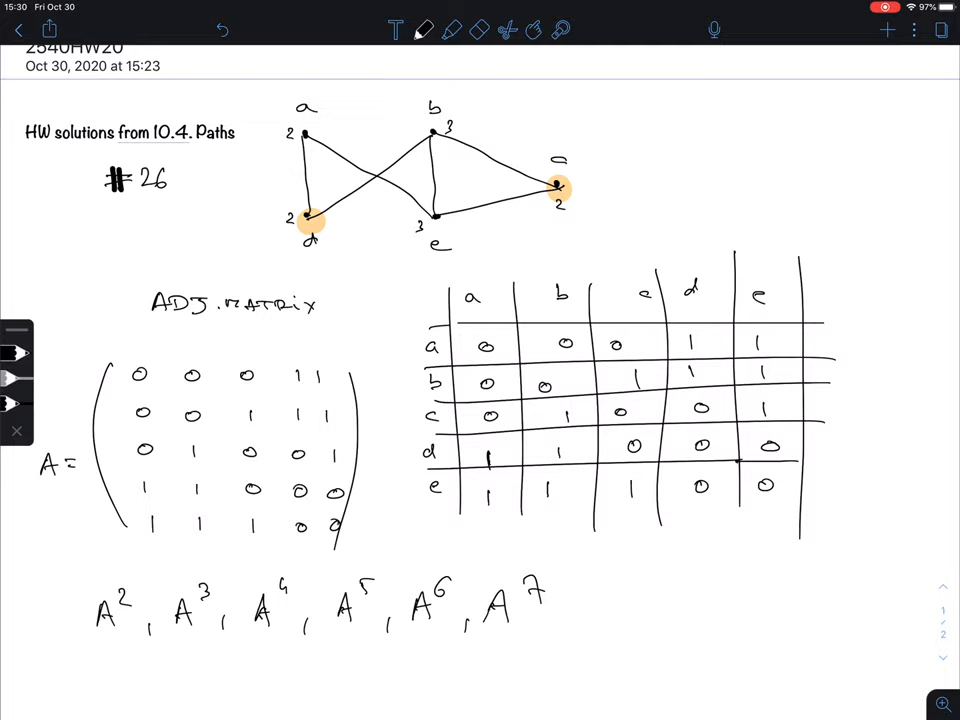 15:30 Fri Oct 30 97%
T
2540HW20
Oct 30, 2020 at 15:23
HW solutions from 10.4. Paths
#26
a b
2 3
c
2
2 3
d e
ADJ. MATRIX
a b c d e
a 0 0 0 1 1
b 0 0 1 1 1
c 0 1 0 0 1
d 1 1 0 0 0
e 1 1 1 0 0
A =
0 0 0 1 1
0 0 1 1 1
0 1 0 0 1
1 1 0 0 0
1 1 1 0 0
A², A³, A⁴, A⁵, A⁶, A⁷
1
/
2